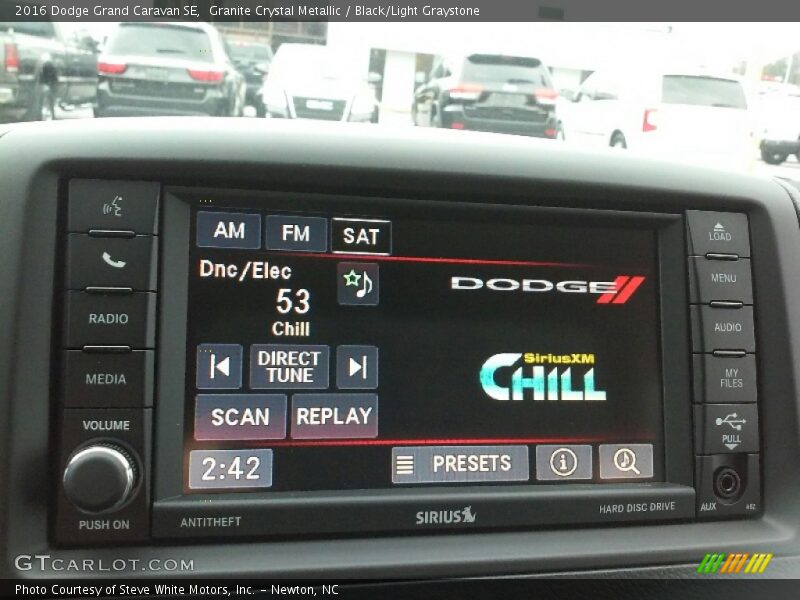 2016 Dodge Grand Caravan SE,  Granite Crystal Metallic / Black/Light Graystone
AM
FM
SAT
LOAD
Dnc/Elec
53
Chill
DODGE
MENU
RADIO
AUDIO
SiriusXM
CHILL
DIRECT
TUNE
MEDIA
MY
FILES
SCAN
REPLAY
VOLUME
PULL
2:42
PRESETS
PUSH ON
ANTITHEFT
SIRIUS
HARD DISC DRIVE
AUX
GTCARLOT.COM
Photo Courtesy of Steve White Motors, Inc. – Newton, NC